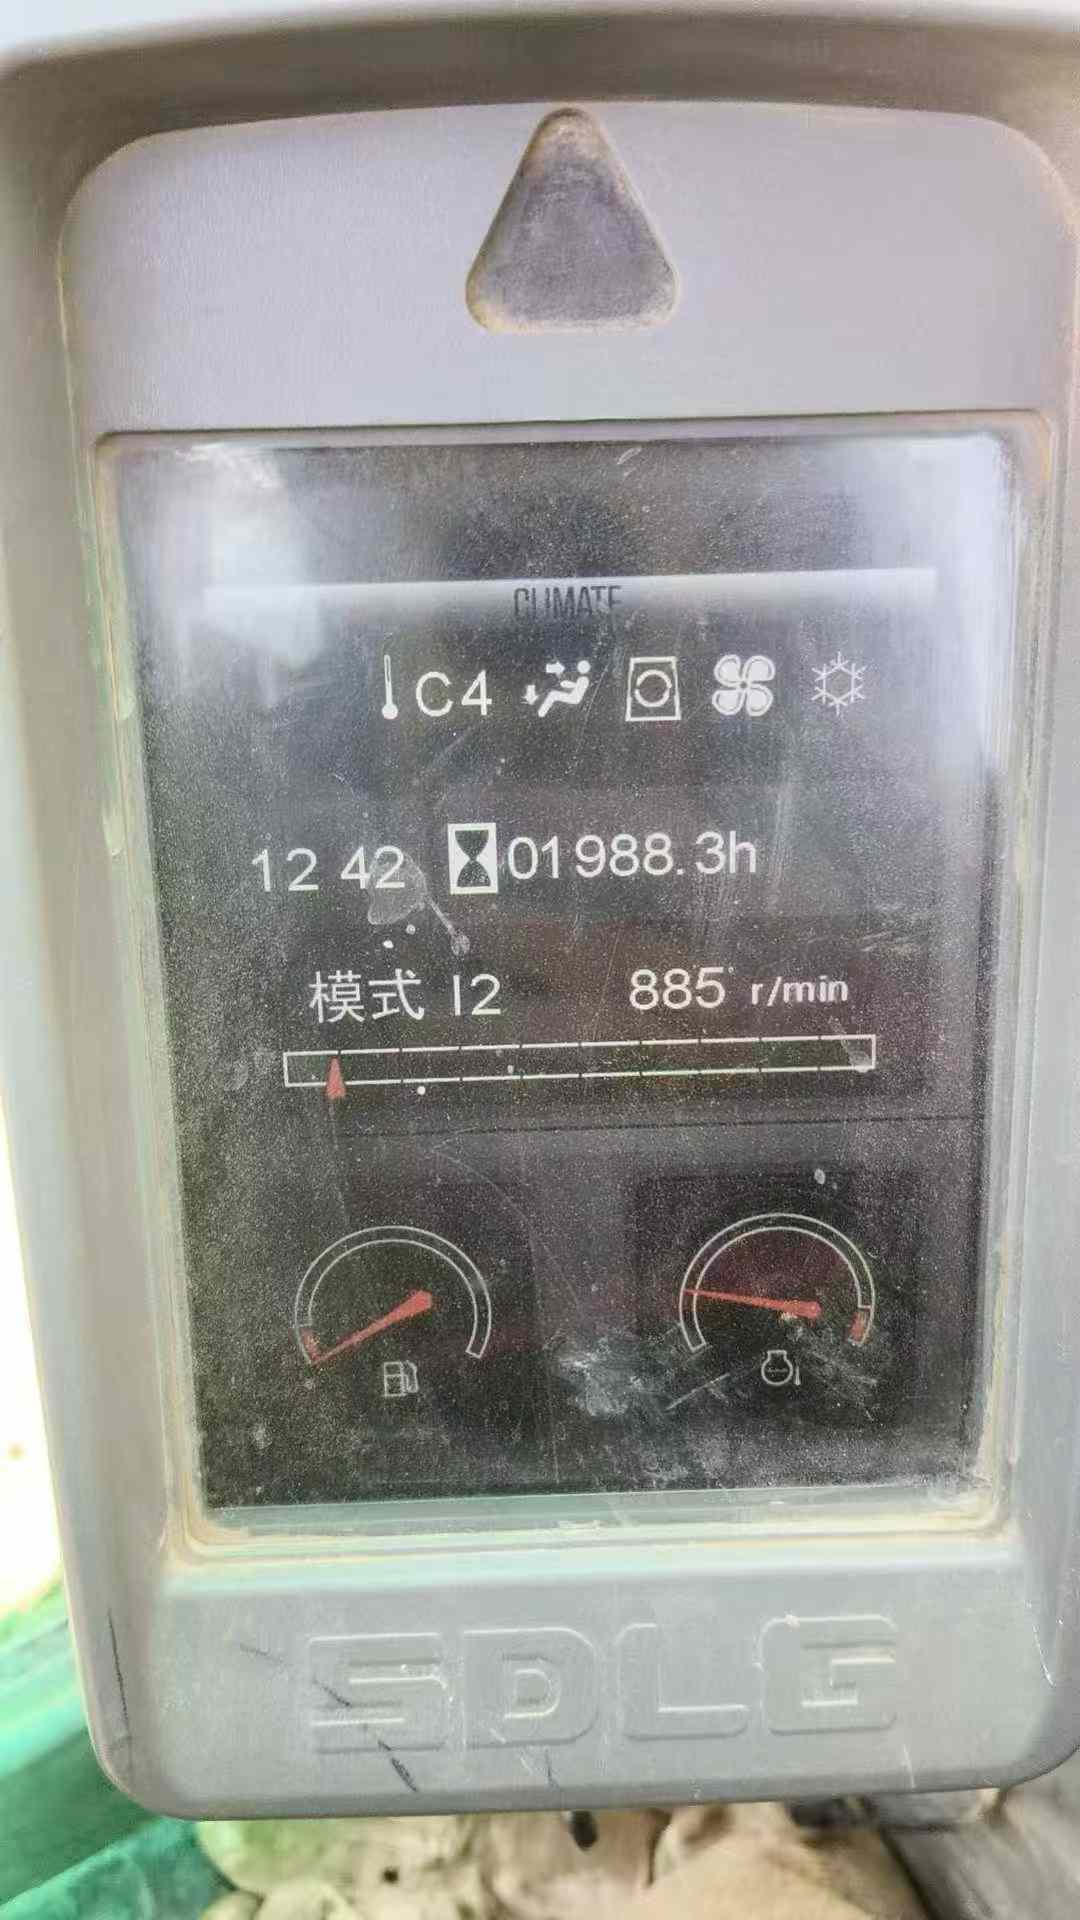 CLIMATE
C4
12 42 01988.3h
模式 I2 885 r/min
SDLG